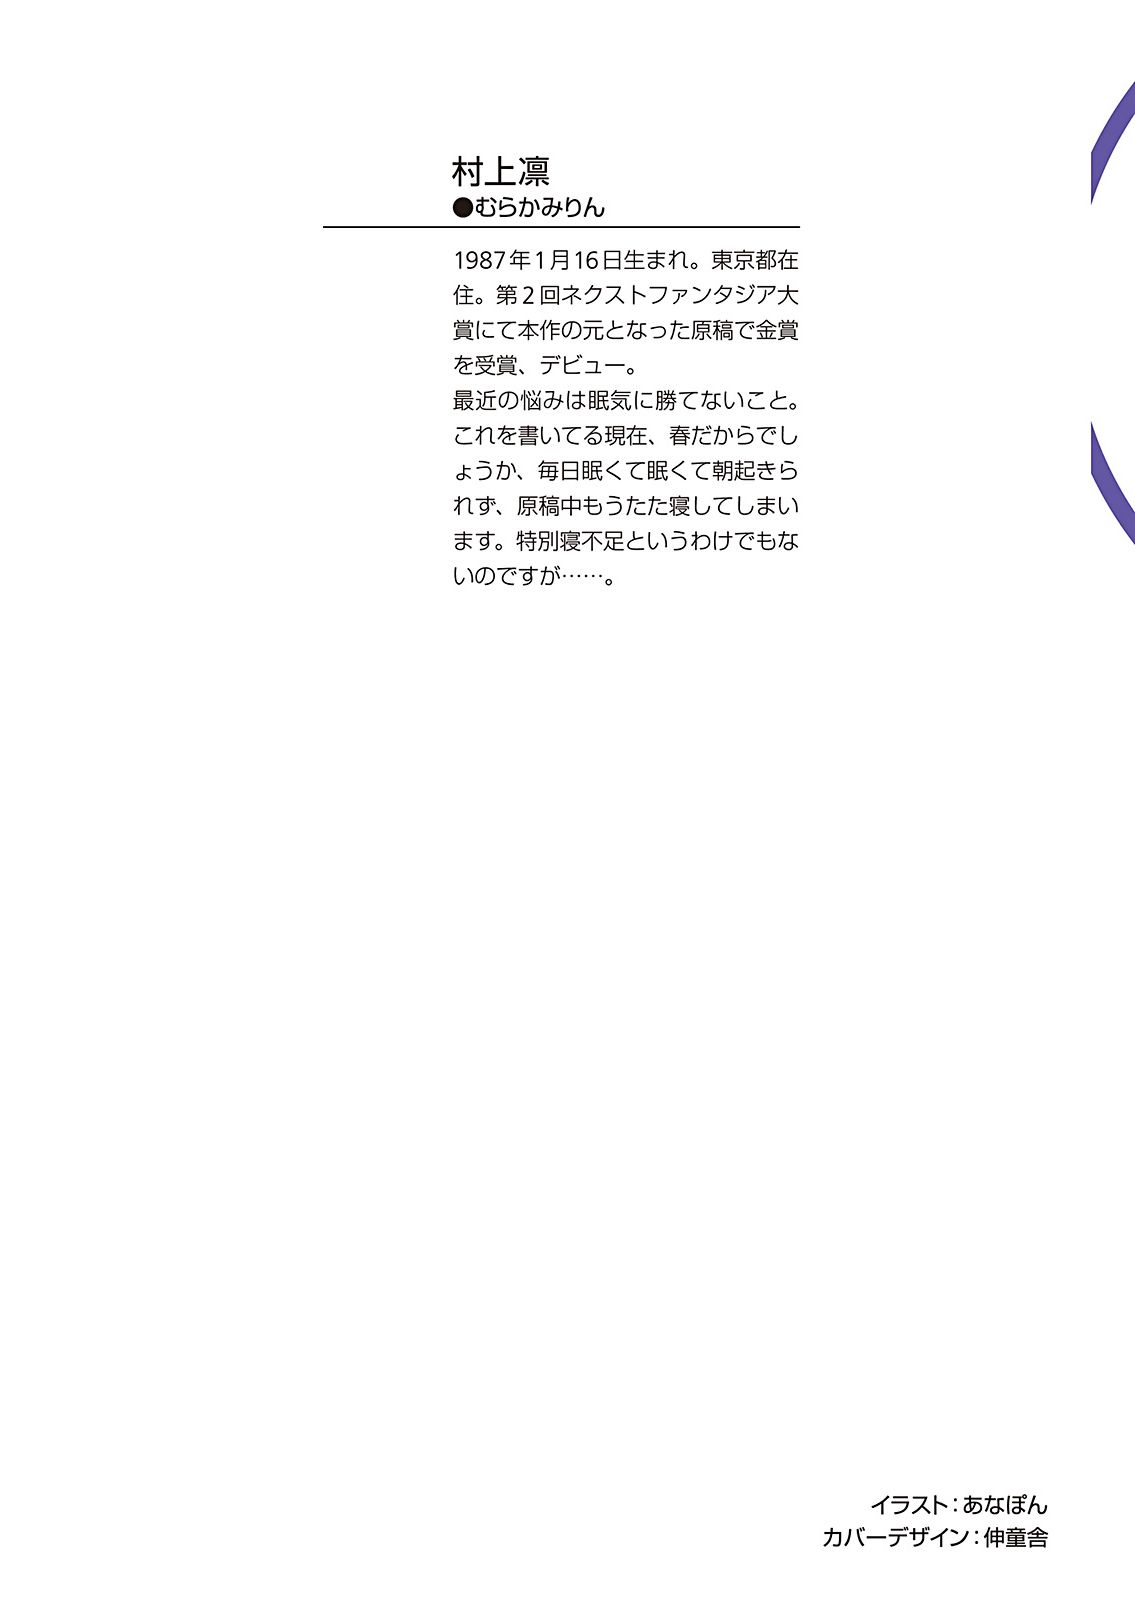 村上凛
●むらかみりん
1987年1月16日生まれ。東京都在
住。第2回ネクストファンタジア大
賞にて本作の元となった原稿で金賞
を受賞、デビュー。
最近の悩みは眠気に勝てないこと。
これを書いてる現在、春だからでし
ょうか、毎日眠くて眠くて朝起きら
れず、原稿中もうたた寝してしまい
ます。特別寝不足というわけでもな
いのですが……。
イラスト：あなぽん
カバーデザイン：伸童舎